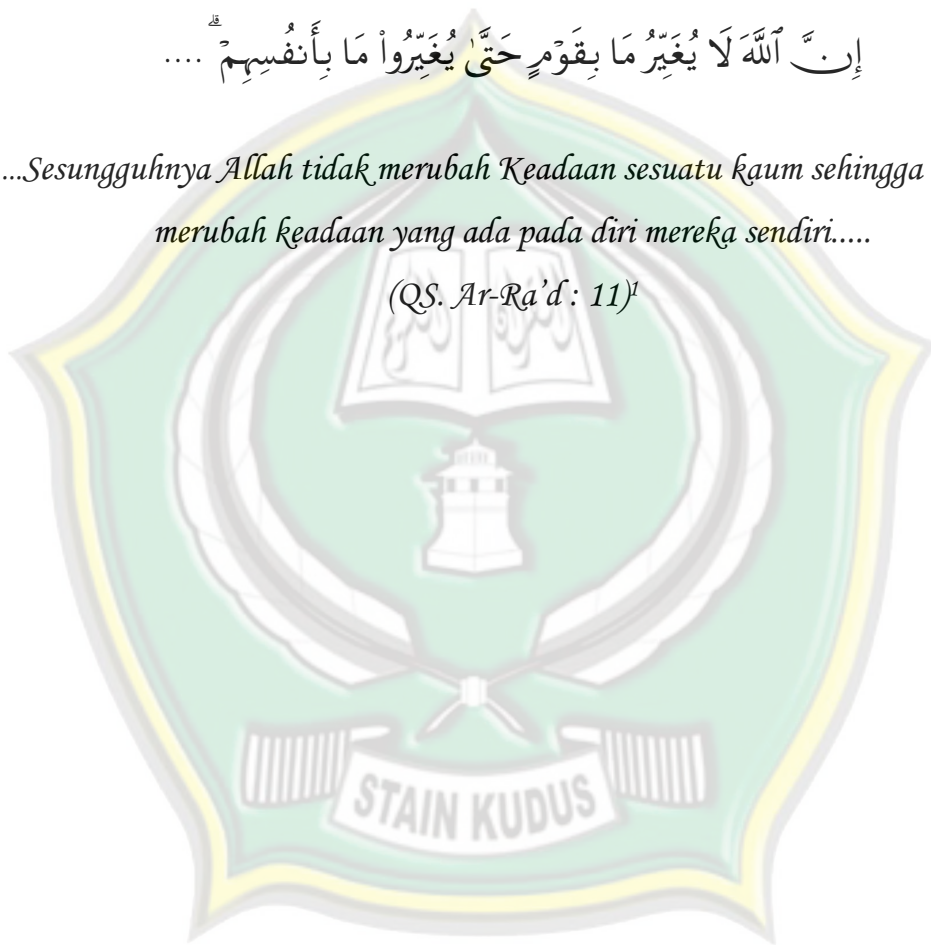 إِنَّ ٱللَّهَ لَا يُغَيِّرُ مَا بِقَوْمٍ حَتَّىٰ يُغَيِّرُوا۟ مَا بِأَنفُسِهِمْ ۗ ....
...Sesungguhnya Allah tidak merubah Keadaan sesuatu kaum sehingga
merubah keadaan yang ada pada diri mereka sendiri.....
(QS. Ar-Ra'd : 11)¹
STAIN KUDUS